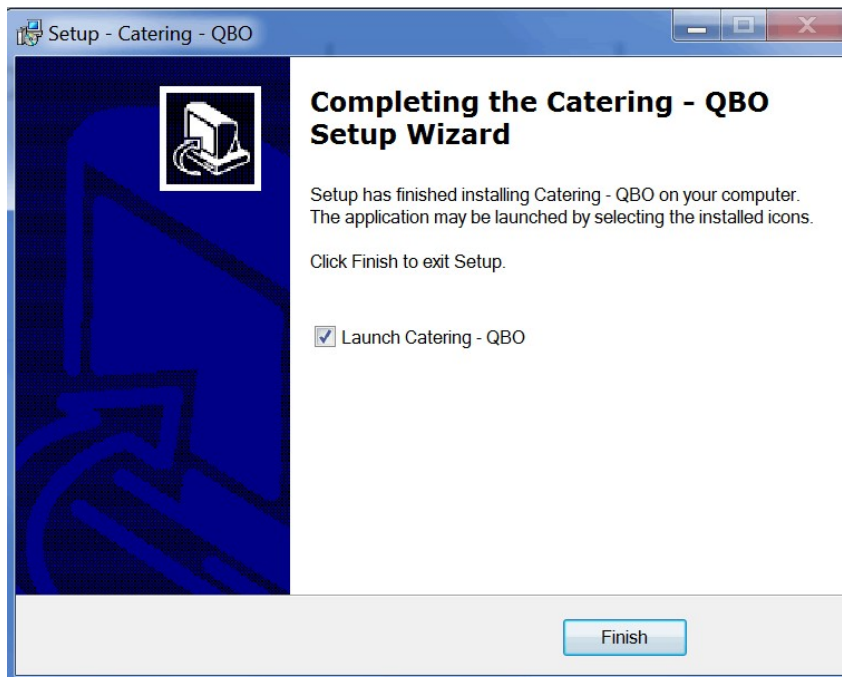 Setup - Catering - QBO
Completing the Catering - QBO
Setup Wizard
Setup has finished installing Catering - QBO on your computer.
The application may be launched by selecting the installed icons.
Click Finish to exit Setup.
Launch Catering - QBO
Finish